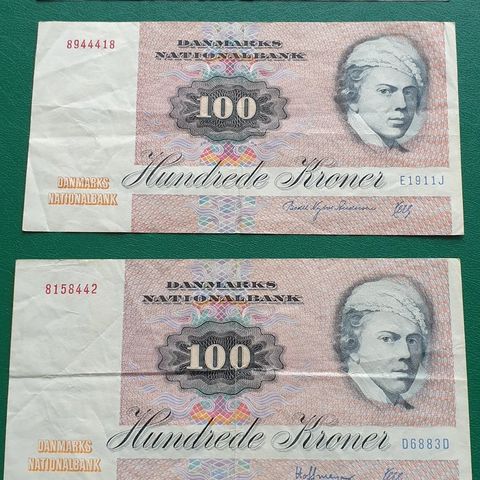 8944418
DANMARKS
NATIONALBANK
100
Hundrede Kroner
E1911J
DANMARKS
NATIONALBANK
8158442
DANMARKS
NATIONALBANK
100
Hundrede Kroner
D6883D
DANMARKS
NATIONALBANK